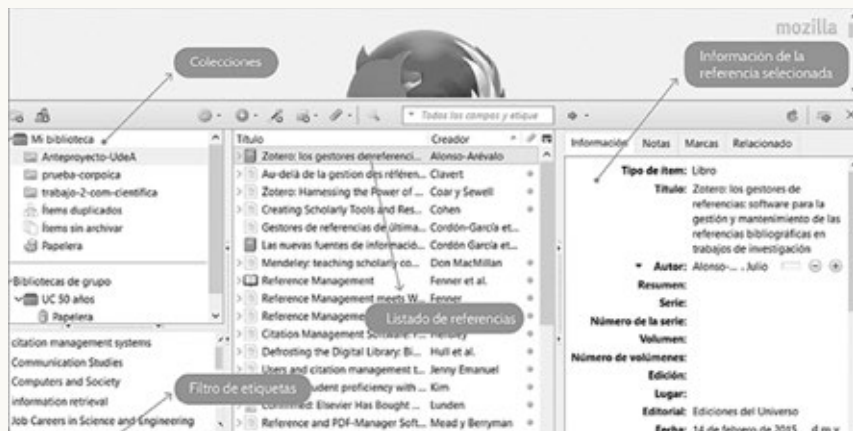 mozilla
Colecciones
Información de la
referencia selecionada
Todos los campos y etique
Mi biblioteca
Anteproyecto-UdeA
prueba-corpoica
trabajo-2-com-científica
Ítems duplicados
Ítems sin archivar
Papelera
Bibliotecas de grupo
UC 50 años
Papelera
citation management systems
Communication Studies
Computers and Society
information retrieval
Job Careers in Science and Engineering
Filtro de etiquetas
Título Creador
Zotero: los gestores dereferenci... Alonso-Arévalo
Au-delà de la gestion des référen... Clavert
Zotero: Harnessing the Power of ... Coar y Sewell
Creating Scholarly Tools and Res... Cohen
Gestores de referencias de última... Cordón-García et...
Las nuevas fuentes de informació... Cordón García et...
Mendeley: teaching scholarly co... Don MacMillan
Reference Management Fenner et al.
Reference Management meets W... Fenner
Reference Manageme
Listado de referencias
Citation Management Software:
Defrosting the Digital Library: Bi... Hull et al.
Users and citation management t... Jenny Emanuel
udent proficiency with ... Kim
Confirmed: Elsevier Has Bought ... Lunden
Reference and PDF-Manager Soft... Mead y Berryman
Información Notas Marcas Relacionado
Tipo de ítem: Libro
Título: Zotero: los gestores de
referencias: software para la
gestión y mantenimiento de las
referencias bibliográficas en
trabajos de investigación
Autor: Alonso-... , Julio
Resumen:
Serie:
Número de la serie:
Volumen:
Número de volúmenes:
Edición:
Lugar:
Editorial: Ediciones del Universo
Fecha: 14 de febrero de 2015 d m y